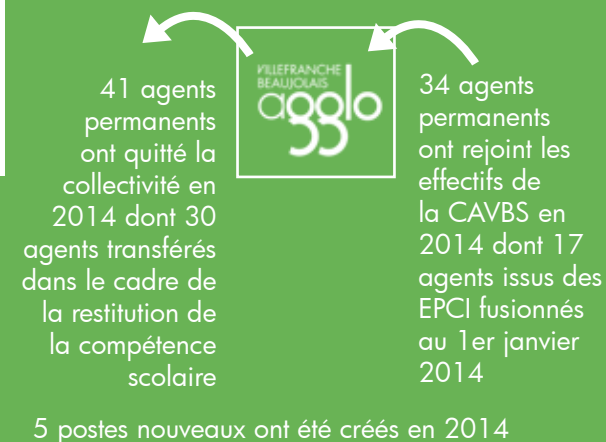 VILLEFRANCHE
BEAUJOLAIS
agglo
41 agents
permanents
ont quitté la
collectivité en
2014 dont 30
agents transférés
dans le cadre de
la restitution de
la compétence
scolaire
34 agents
permanents
ont rejoint les
effectifs de
la CAVBS en
2014 dont 17
agents issus des
EPCI fusionnés
au 1er janvier
2014
5 postes nouveaux ont été créés en 2014